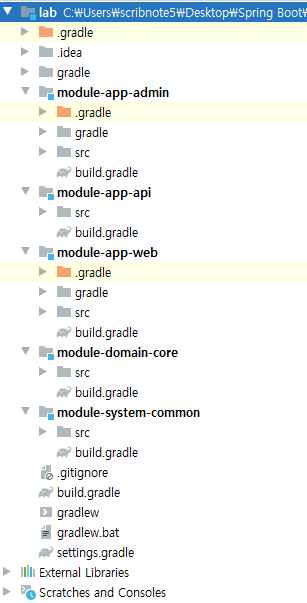 lab C:₩Users₩scribnote5₩Desktop₩Spring Boot₩
.gradle
.idea
gradle
module-app-admin
.gradle
gradle
src
build.gradle
module-app-api
src
build.gradle
module-app-web
.gradle
gradle
src
build.gradle
module-domain-core
src
build.gradle
module-system-common
src
build.gradle
.gitignore
build.gradle
gradlew
gradlew.bat
settings.gradle
External Libraries
Scratches and Consoles